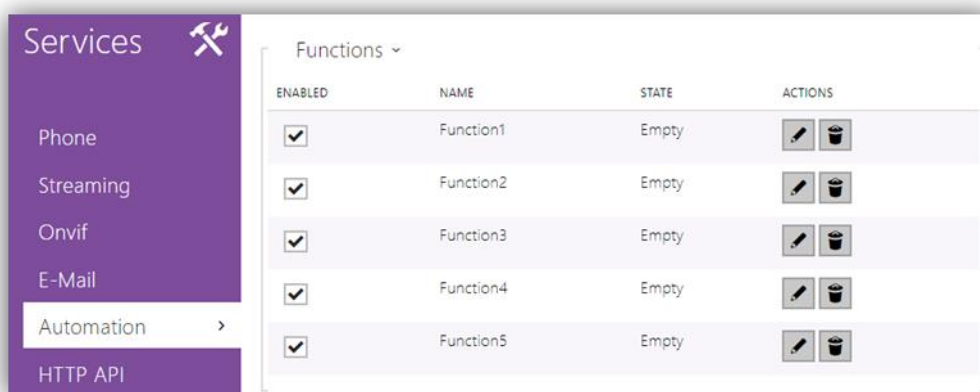 Services
Phone
Streaming
Onvif
E-Mail
Automation
HTTP API
Functions
ENABLED NAME STATE ACTIONS
Function1 Empty
Function2 Empty
Function3 Empty
Function4 Empty
Function5 Empty